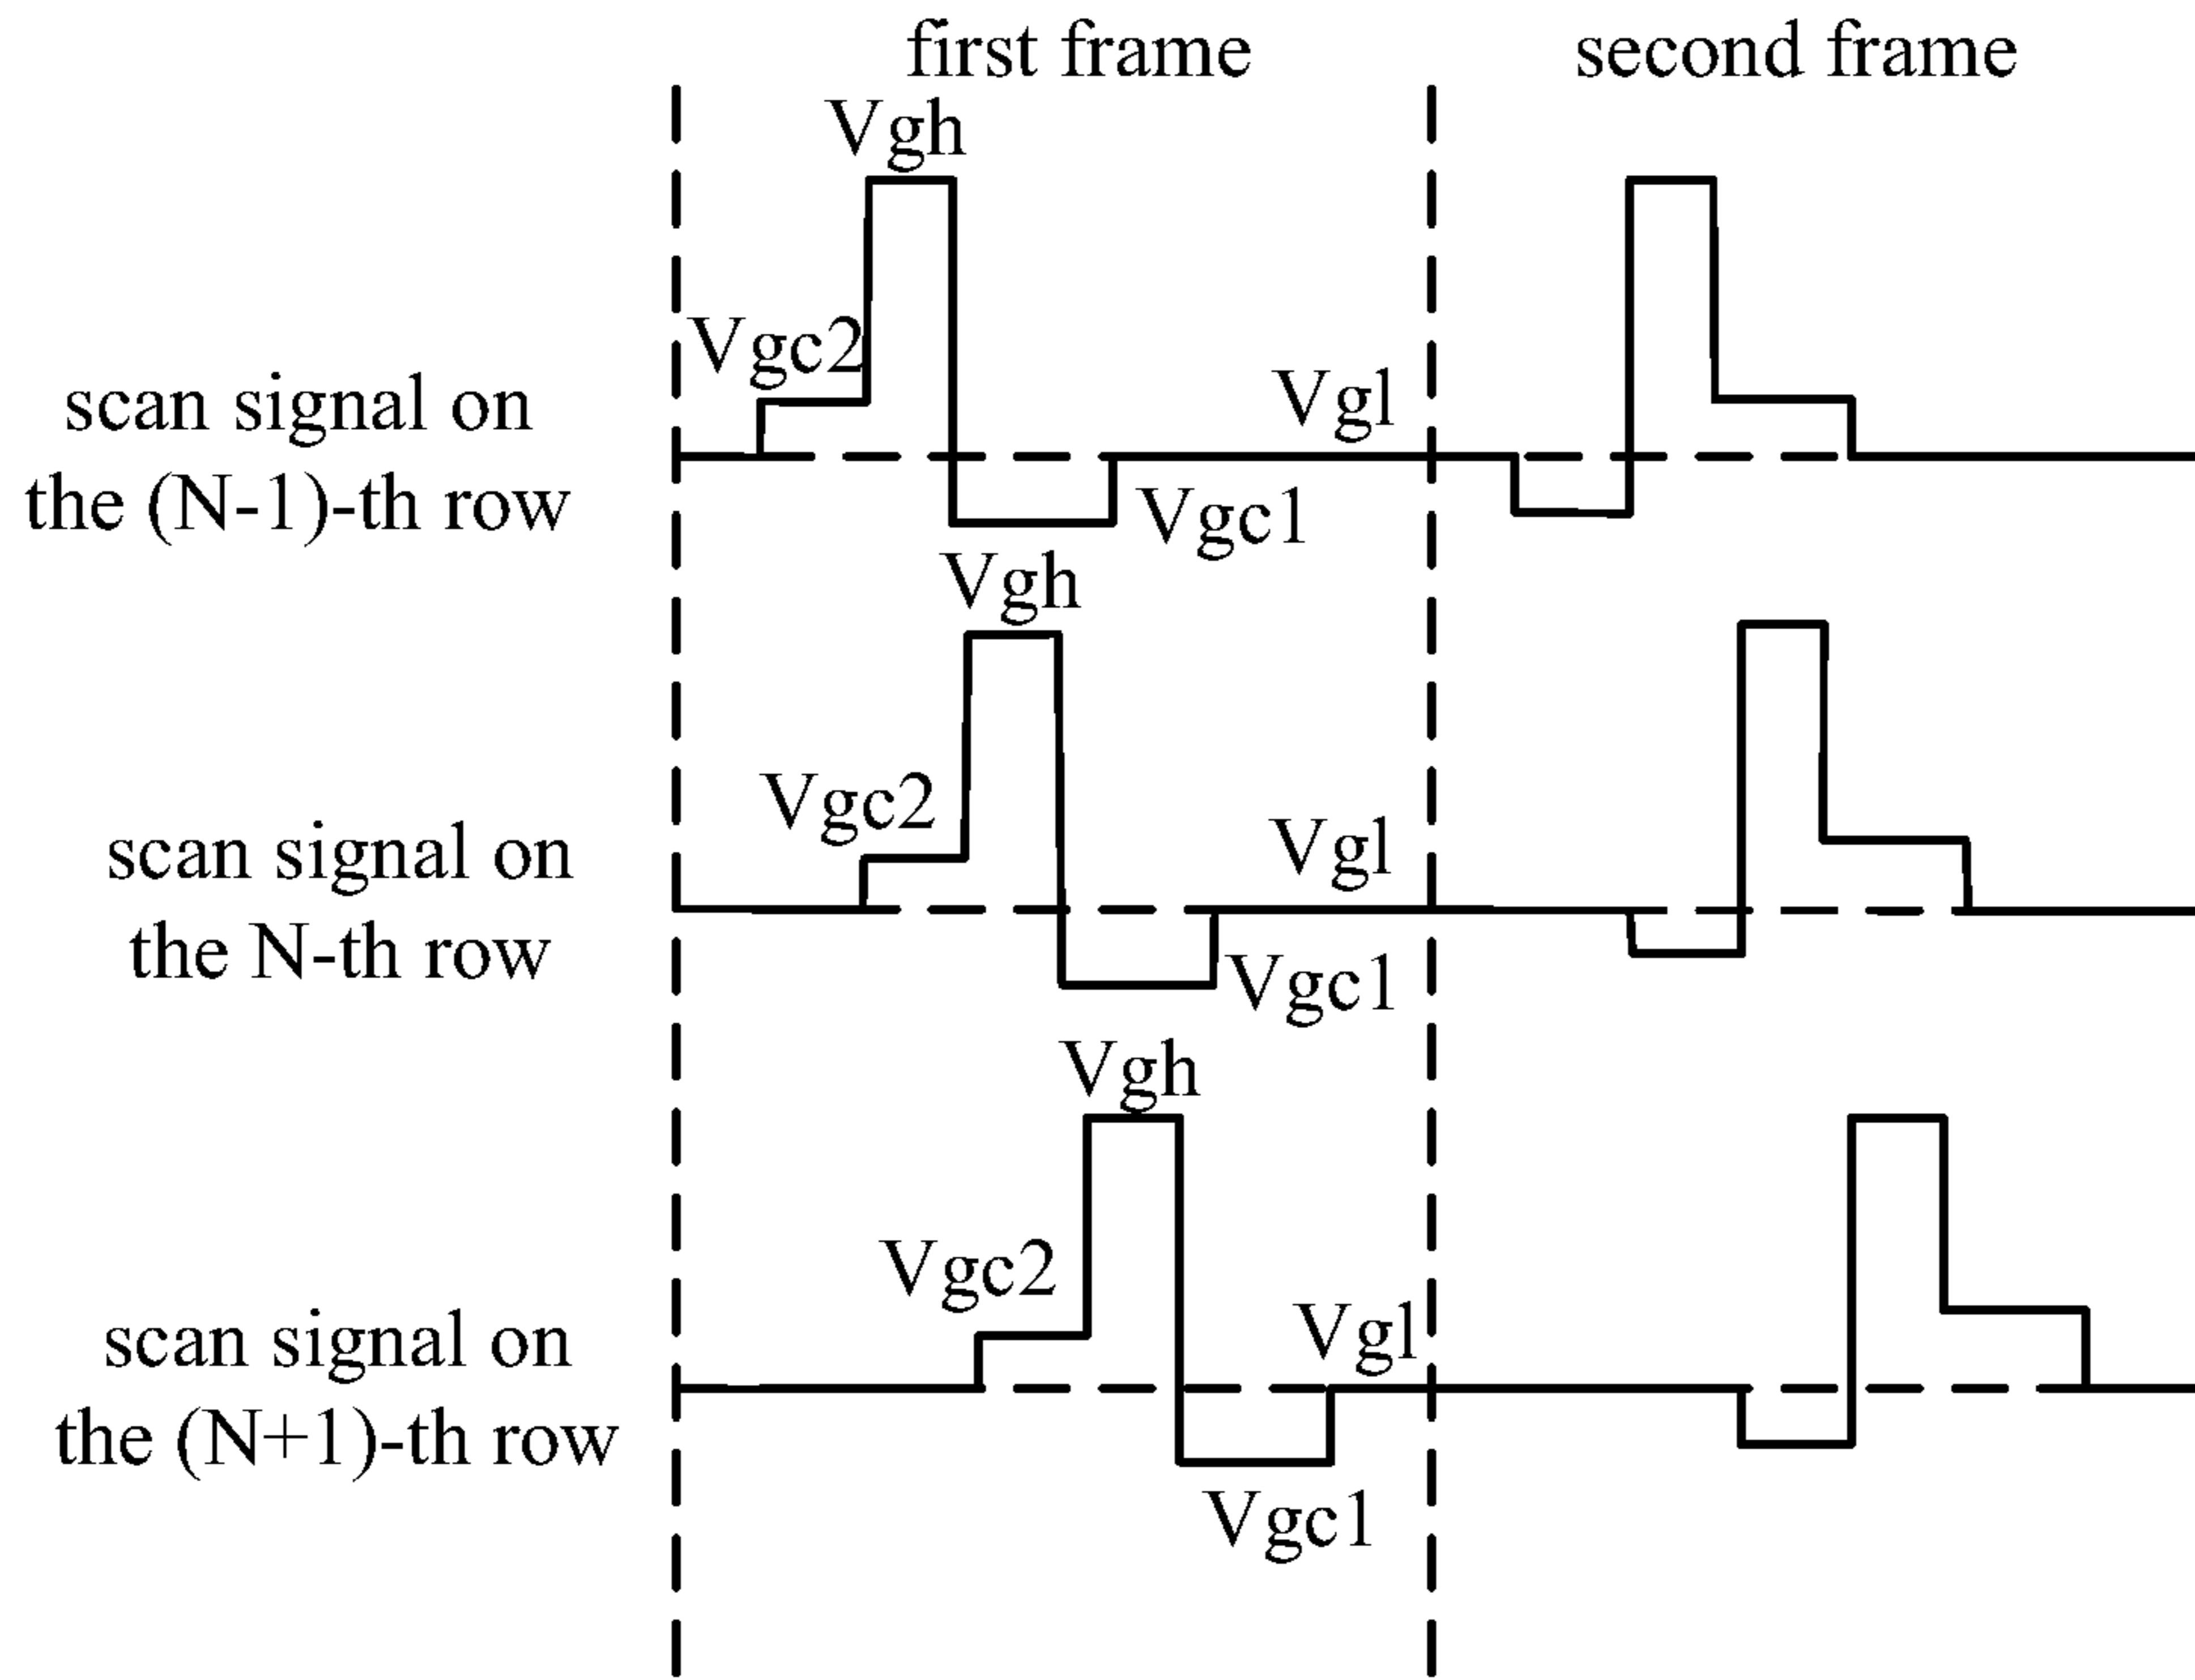 first frame
second frame
Vgh
Vgc2
Vgl
scan signal on
the (N-1)-th row
Vgc1
Vgh
Vgc2
Vgl
scan signal on
the N-th row
Vgc1
Vgh
Vgc2
Vgl
scan signal on
the (N+1)-th row
Vgc1